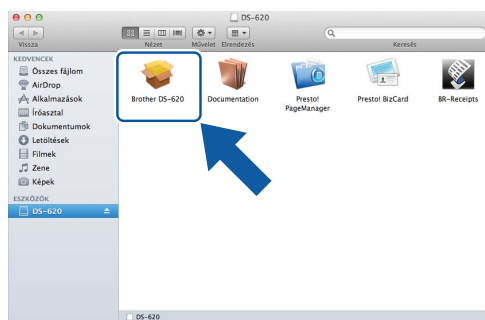 DS-620
Vissza
Nézet
Művelet
Elrendezés
Keresés
KEDVENCEK
Összes fájlom
AirDrop
Alkalmazások
Íróasztal
Dokumentumok
Letöltések
Filmek
Zene
Képek
ESZKÖZÖK
DS-620
Brother DS-620
Documentation
Presto!
PageManager
Presto! BizCard
BR-Receipts
DS-620